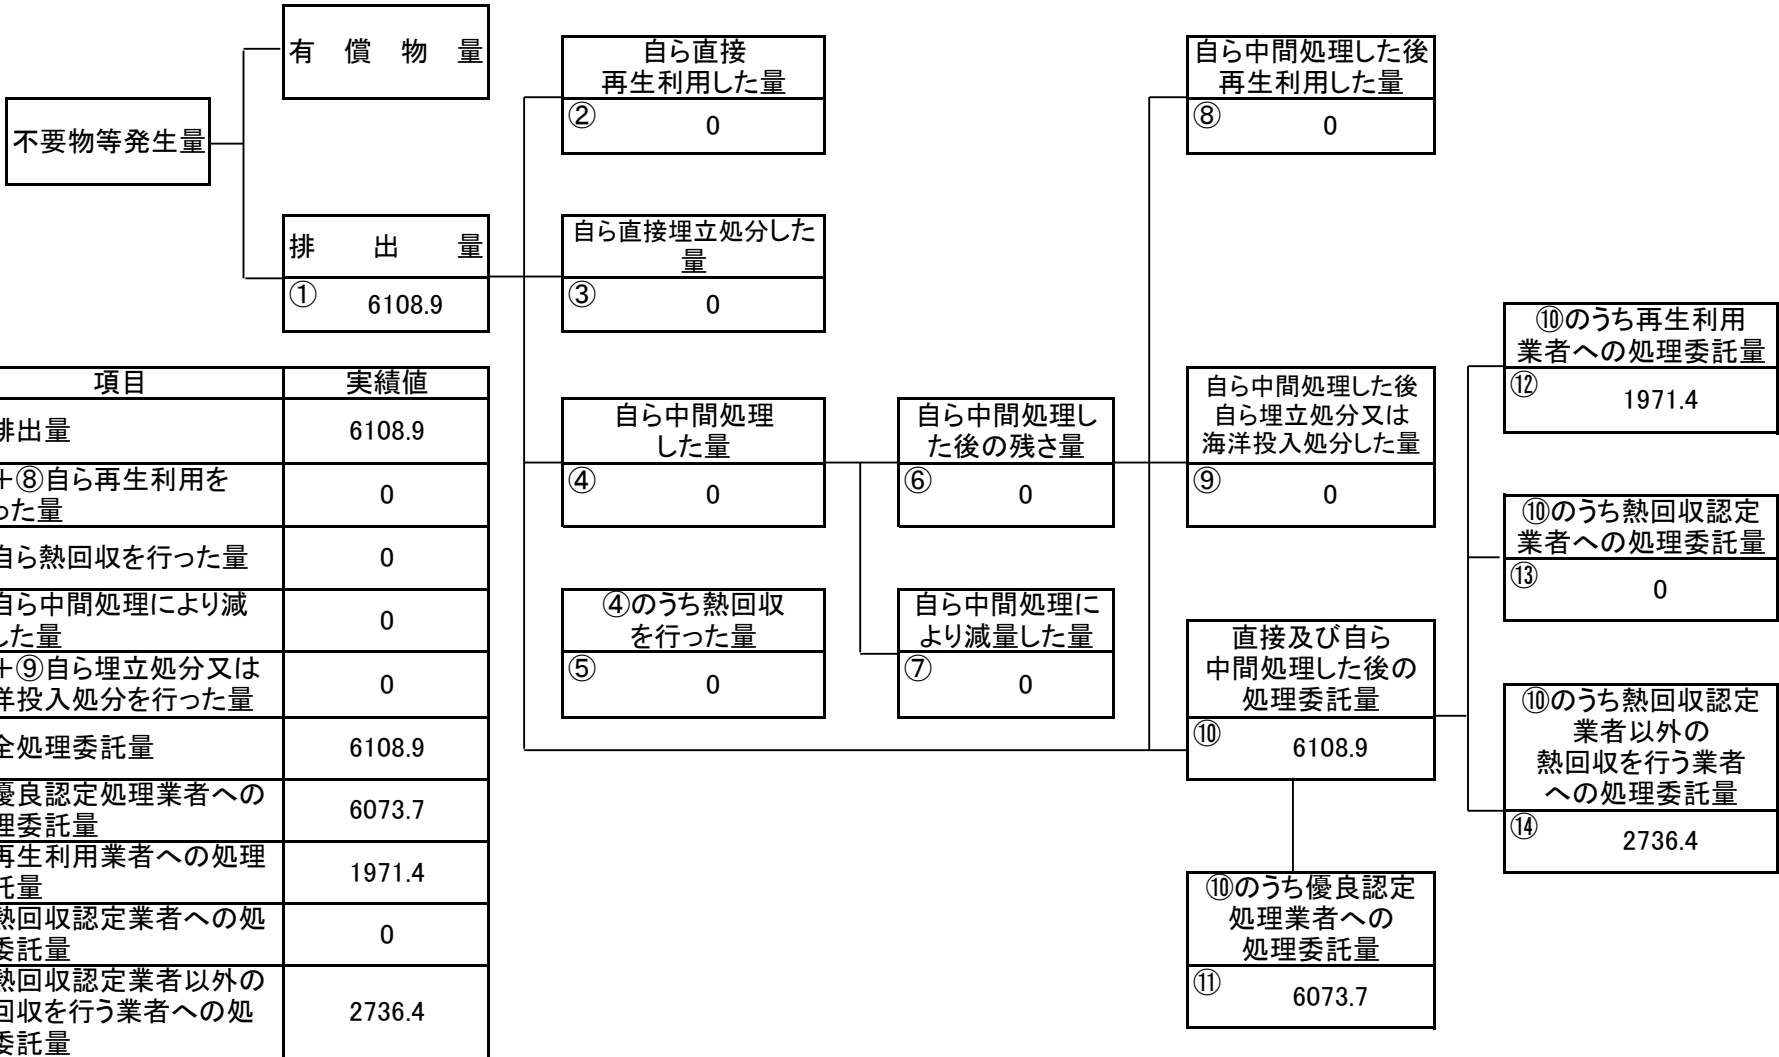 有 償 物 量
不要物等発生量
排 出 量
① 6108.9
自ら直接
再生利用した量
② 0
自ら直接埋立処分した
量
③ 0
自ら中間処理
した量
④ 0
④のうち熱回収
を行った量
⑤ 0
自ら中間処理し
た後の残さ量
⑥ 0
自ら中間処理に
より減量した量
⑦ 0
自ら中間処理した後
再生利用した量
⑧ 0
自ら中間処理した後
自ら埋立処分又は
海洋投入処分した量
⑨ 0
直接及び自ら
中間処理した後の
処理委託量
⑩ 6108.9
⑩のうち優良認定
処理業者への
処理委託量
⑪ 6073.7
⑩のうち再生利用
業者への処理委託量
⑫ 1971.4
⑩のうち熱回収認定
業者への処理委託量
⑬ 0
⑩のうち熱回収認定
業者以外の
熱回収を行う業者
への処理委託量
⑭ 2736.4
項目 実績値
排出量 6108.9
+⑧自ら再生利用を
った量
0
自ら熱回収を行った量 0
自ら中間処理により減
した量
0
+⑨自ら埋立処分又は
洋投入処分を行った量
0
全処理委託量 6108.9
優良認定処理業者への
理委託量
6073.7
再生利用業者への処理
託量
1971.4
熱回収認定業者への処
委託量
0
熱回収認定業者以外の
回収を行う業者への処
委託量
2736.4